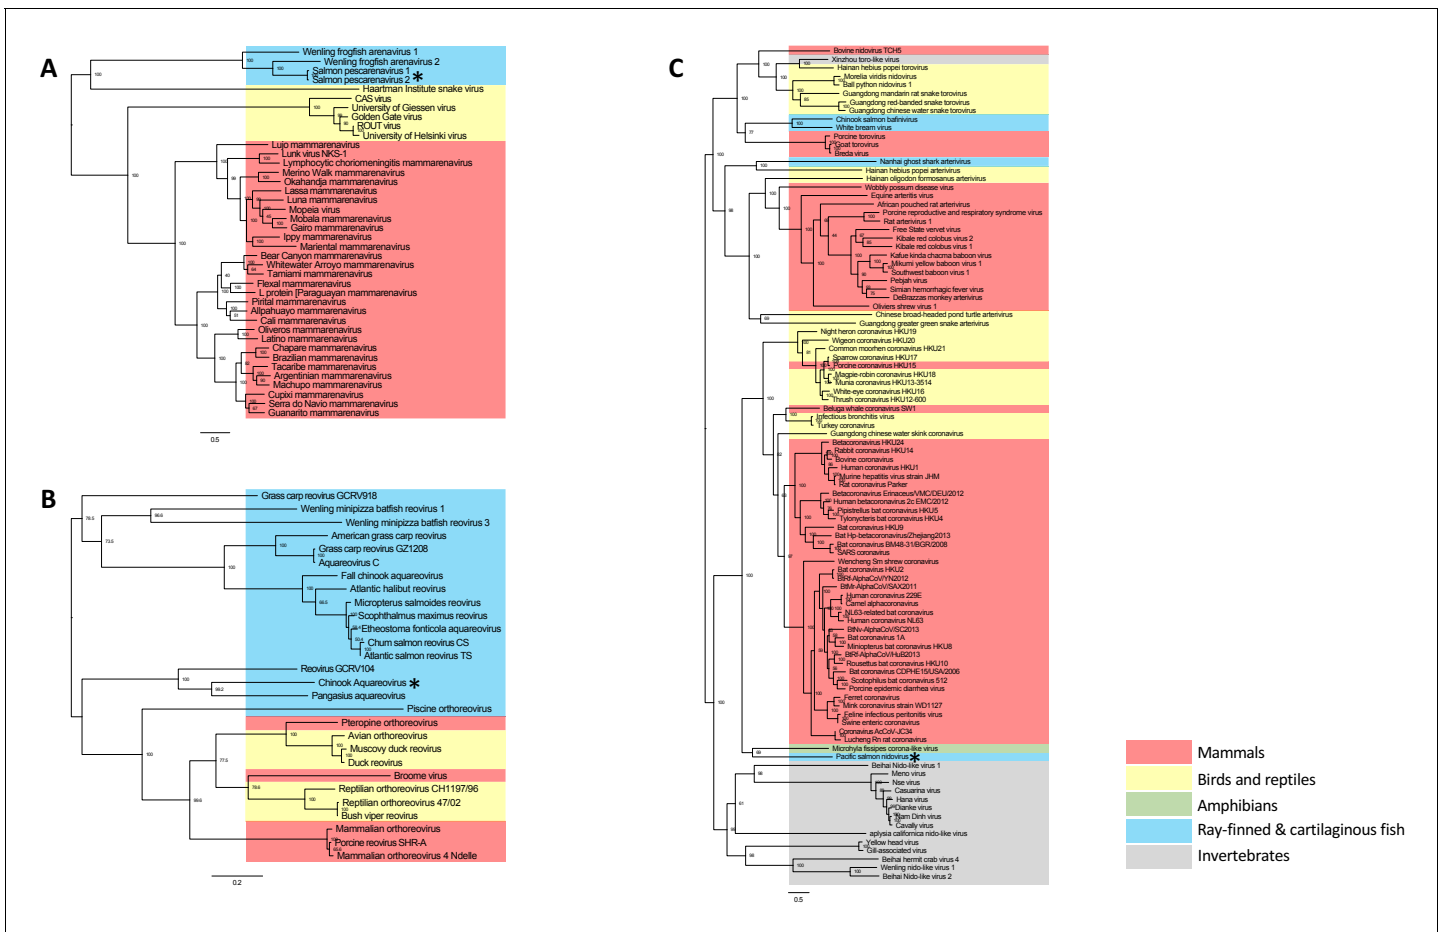 A
Wenling frogfish arenavirus 1
Wenling frogfish arenavirus 2
Salmon pescarenavirus 1
Salmon pescarenavirus 2 *
Haartman Institute snake virus
CAS virus
University of Giessen virus
Golden Gate virus
ROUT virus
University of Helsinki virus
Lujo mammarenavirus
Lunk virus NKS-1
Lymphocytic choriomeningitis mammarenavirus
Merino Walk mammarenavirus
Okahandja mammarenavirus
Lassa mammarenavirus
Luna mammarenavirus
Mopeia virus
Mobala mammarenavirus
Gairo mammarenavirus
Ippy mammarenavirus
Mariental mammarenavirus
Bear Canyon mammarenavirus
Whitewater Arroyo mammarenavirus
Tamiami mammarenavirus
Flexal mammarenavirus
L protein [Paraguayan mammarenavirus
Pirital mammarenavirus
Allpahuayo mammarenavirus
Cali mammarenavirus
Oliveros mammarenavirus
Latino mammarenavirus
Chapare mammarenavirus
Brazilian mammarenavirus
Tacaribe mammarenavirus
Argentinian mammarenavirus
Machupo mammarenavirus
Cupixi mammarenavirus
Serra do Navio mammarenavirus
Guanarito mammarenavirus
0.5
B
Grass carp reovirus GCRV918
Wenling minipizza batfish reovirus 1
Wenling minipizza batfish reovirus 3
American grass carp reovirus
Grass carp reovirus GZ1208
Aquareovirus C
Fall chinook aquareovirus
Atlantic halibut reovirus
Micropterus salmoides reovirus
Scophthalmus maximus reovirus
Etheostoma fonticola aquareovirus
Chum salmon reovirus CS
Atlantic salmon reovirus TS
Reovirus GCRV104
Chinook Aquareovirus *
Pangasius aquareovirus
Piscine orthoreovirus
Pteropine orthoreovirus
Avian orthoreovirus
Muscovy duck reovirus
Duck reovirus
Broome virus
Reptilian orthoreovirus CH1197/96
Reptilian orthoreovirus 47/02
Bush viper reovirus
Mammalian orthoreovirus
Porcine reovirus SHR-A
Mammalian orthoreovirus 4 Ndelle
0.2
C
Bovine nidovirus TCH5
Xinzhou toro-like virus
Hainan hebius popei torovirus
Morelia viridis nidovirus
Ball python nidovirus 1
Guangdong mandarin rat snake torovirus
Guangdong red-banded snake torovirus
Guangdong chinese water snake torovirus
Chinook salmon bafinivirus
White bream virus
Porcine torovirus
Goat torovirus
Breda virus
Nanhai ghost shark arterivirus
Hainan hebius popei arterivirus
Hainan oligodon formosanus arterivirus
Wobbly possum disease virus
Equine arteritis virus
African pouched rat arterivirus
Porcine reproductive and respiratory syndrome virus
Rat arterivirus 1
Free State vervet virus
Kibale red colobus virus 2
Kibale red colobus virus 1
Kafue kinda chacma baboon virus
Mikumi yellow baboon virus 1
Southwest baboon virus 1
Pebjah virus
Simian hemorrhagic fever virus
DeBrazzas monkey arterivirus
Oliviers shrew virus 1
Chinese broad-headed pond turtle arterivirus
Guangdong greater green snake arterivirus
Night heron coronavirus HKU19
Wigeon coronavirus HKU20
Common moorhen coronavirus HKU21
Sparrow coronavirus HKU17
Porcine coronavirus HKU15
Magpie-robin coronavirus HKU18
Munia coronavirus HKU13-3514
White-eye coronavirus HKU16
Thrush coronavirus HKU12-600
Beluga whale coronavirus SW1
Infectious bronchitis virus
Turkey coronavirus
Guangdong chinese water skink coronavirus
Betacoronavirus HKU24
Rabbit coronavirus HKU14
Bovine coronavirus
Human coronavirus HKU1
Murine hepatitis virus strain JHM
Rat coronavirus Parker
Betacoronavirus Erinaceus/VMC/DEU/2012
Human betacoronavirus 2c EMC/2012
Pipistrellus bat coronavirus HKU5
Tylonycteris bat coronavirus HKU4
Bat coronavirus HKU9
Bat Hp-betacoronavirus/Zhejiang2013
Bat coronavirus BM48-31/BGR/2008
SARS coronavirus
Wencheng Sm shrew coronavirus
Bat coronavirus HKU2
BtRf-AlphaCoV/YN2012
BtMr-AlphaCoV/SAX2011
Human coronavirus 229E
Camel alphacoronavirus
NL63-related bat coronavirus
Human coronavirus NL63
BtNv-AlphaCoV/SC2013
Bat coronavirus 1A
Miniopterus bat coronavirus HKU8
BtRf-AlphaCoV/HuB2013
Rousettus bat coronavirus HKU10
Bat coronavirus CDPHE15/USA/2006
Scotophilus bat coronavirus 512
Porcine epidemic diarrhea virus
Ferret coronavirus
Mink coronavirus strain WD1127
Feline infectious peritonitis virus
Swine enteric coronavirus
Coronavirus AcCoV-JC34
Lucheng Rn rat coronavirus
Microhyla fissipes corona-like virus
Pacific salmon nidovirus *
Beihai Nido-like virus 1
Meno virus
Nse virus
Casuarina virus
Hana virus
Dianke virus
Nam Dinh virus
Cavally virus
aplysia californica nido-like virus
Yellow head virus
Gill-associated virus
Beihai hermit crab virus 4
Wenling nido-like virus 1
Beihai Nido-like virus 2
0.5
Mammals
Birds and reptiles
Amphibians
Ray-finned & cartilaginous fish
Invertebrates